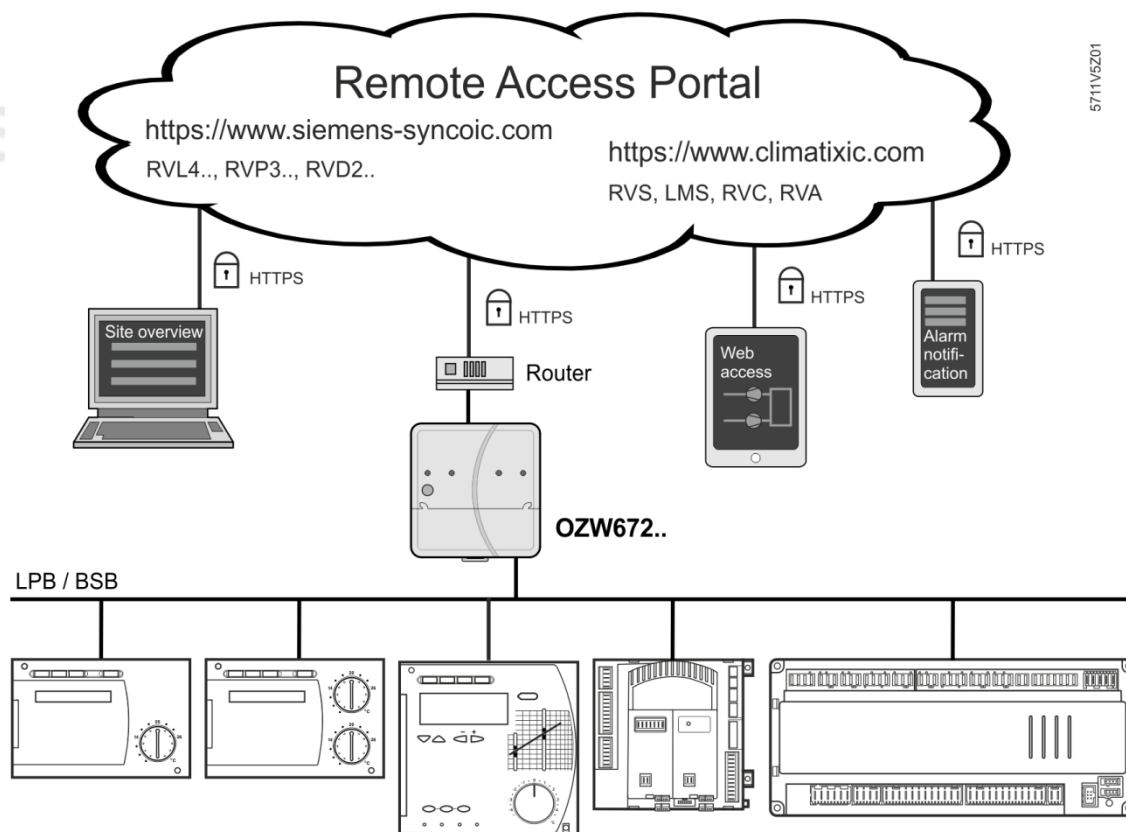 Remote Access Portal
https://www.siemens-syncoic.com
RVL4.., RVP3.., RVD2..
https://www.climatixic.com
RVS, LMS, RVC, RVA
5711V5Z01
HTTPS
HTTPS
HTTPS
HTTPS
Site overview
Router
Web
access
Alarm
notifi-
cation
OZW672..
LPB / BSB